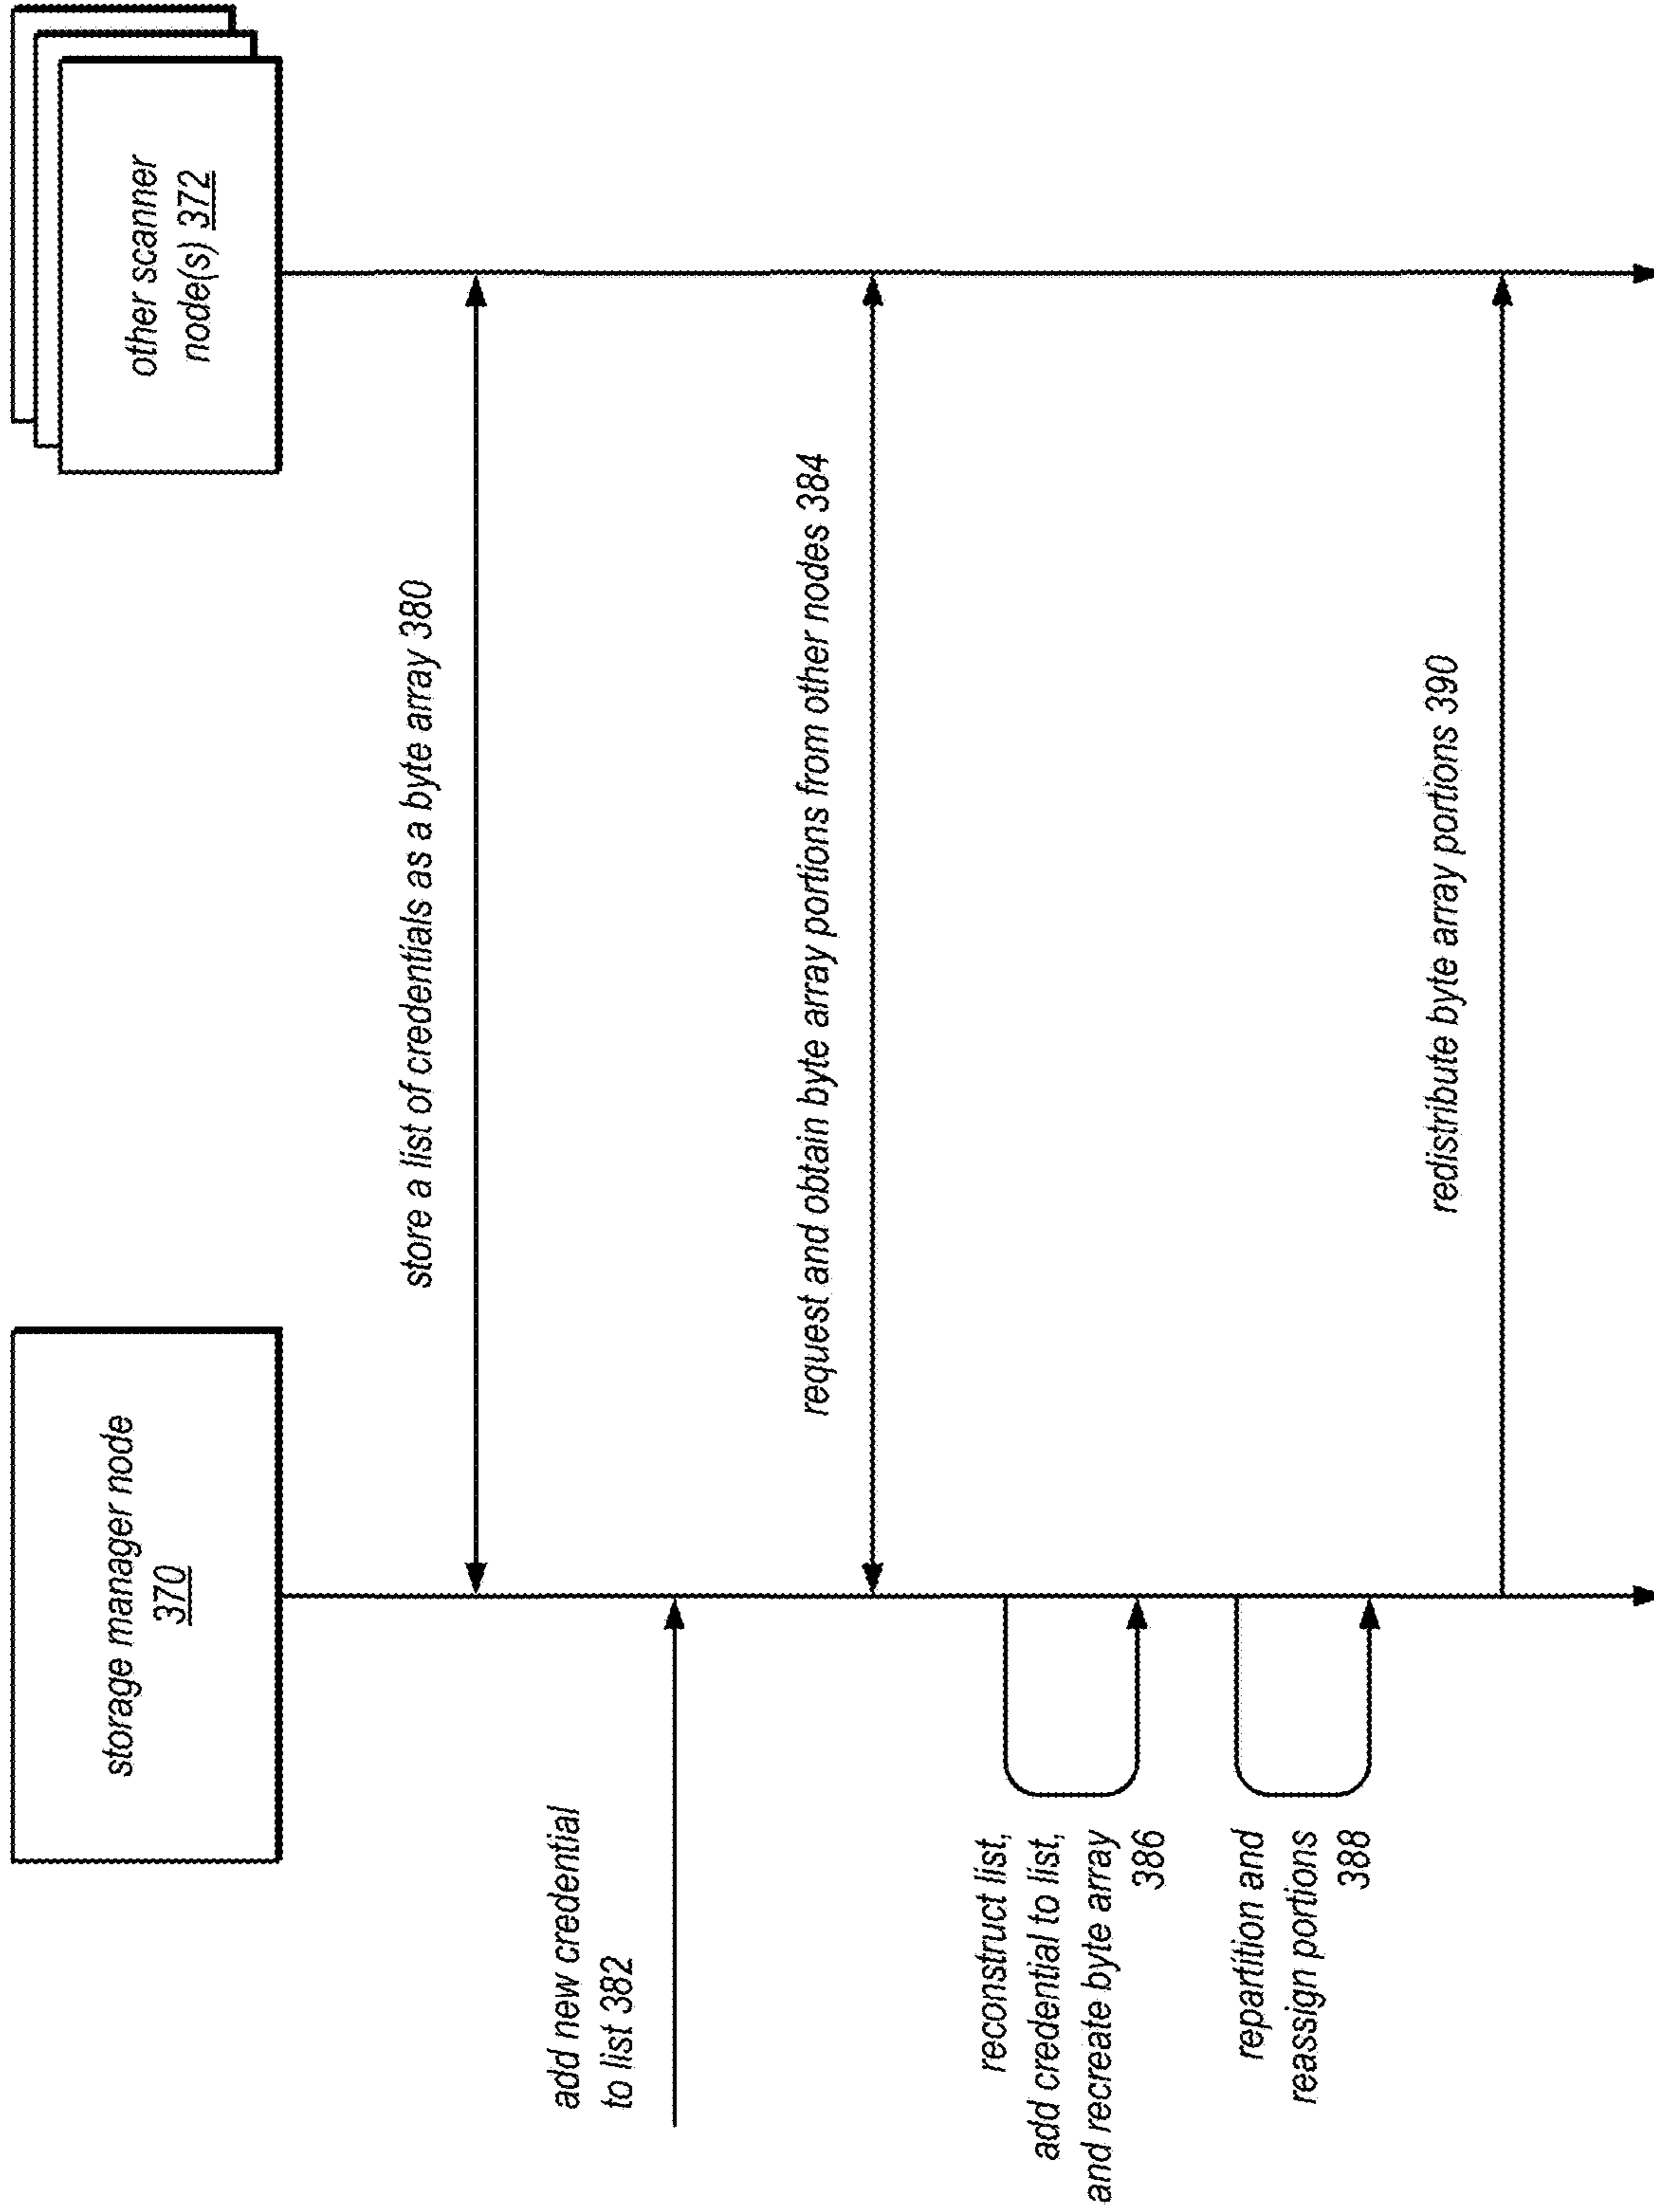 storage manager node
370
other scanner
node(s) 372
store a list of credentials as a byte array 380
add new credential
to list 382
request and obtain byte array portions from other nodes 384
reconstruct list,
add credential to list,
and recreate byte array
386
repartition and
reassign portions
388
redistribute byte array portions 390